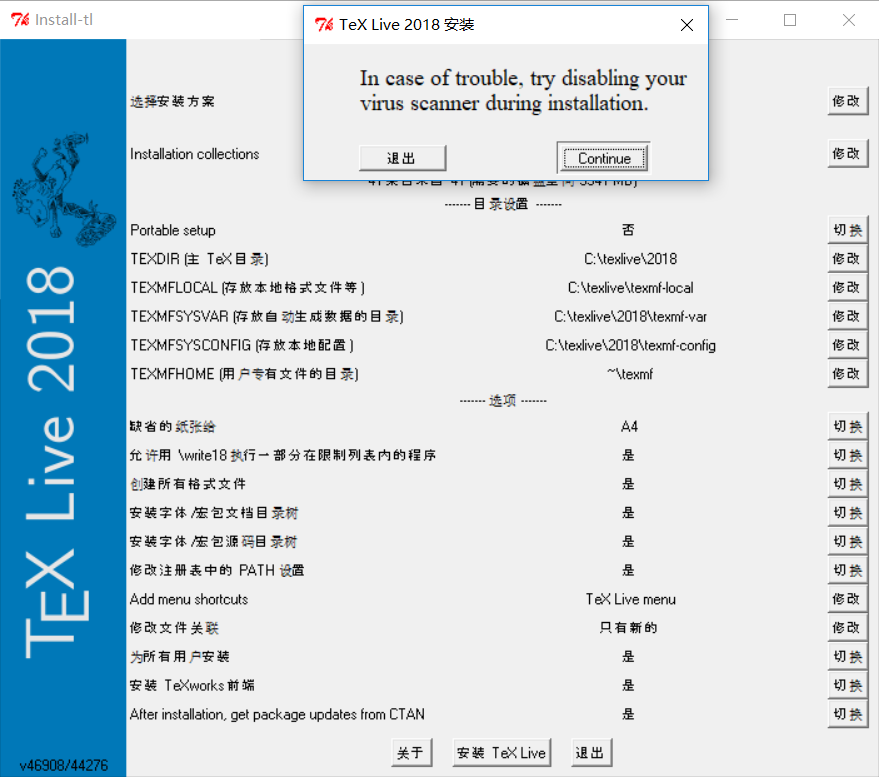 Install-tl
TeX Live 2018 安装
In case of trouble, try disabling your
virus scanner during installation.
退出 Continue
选择安装方案 修改
Installation collections 修改
------- 目录设置 -------
Portable setup 否 切换
TEXDIR (主 TeX目录) C:\texlive\2018 修改
TEXMFLOCAL (存放本地格式文件等) C:\texlive\texmf-local 修改
TEXMFSYSVAR (存放自动生成数据的目录) C:\texlive\2018\texmf-var 修改
TEXMFSYSCONFIG (存放本地配置) C:\texlive\2018\texmf-config 修改
TEXMFHOME (用户专有文件的目录) ~\texmf 修改
------- 选项 -------
缺省的纸张给 A4 切换
允许用 \write18 执行一部分在限制列表内的程序 是 切换
创建所有格式文件 是 切换
安装字体/宏包文档目录树 是 切换
安装字体/宏包源码目录树 是 切换
修改注册表中的 PATH 设置 是 切换
Add menu shortcuts TeX Live menu 修改
修改文件关联 只有新的 修改
为所有用户安装 是 切换
安装 TeXworks 前端 是 切换
After installation, get package updates from CTAN 是 切换
关于 安装 TeX Live 退出
TEX Live 2018
v46908/44276